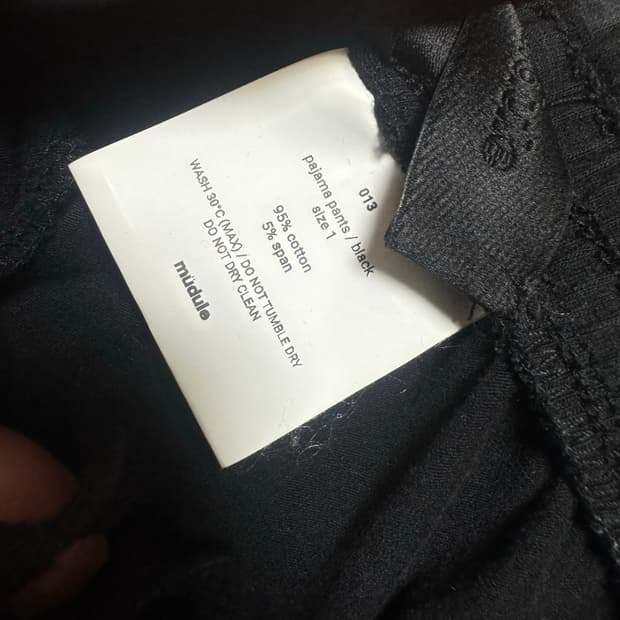 013
pajama pants / black
size 1
95% cotton
5% span
WASH 30°C (MAX) / DO NOT TUMBLE DRY
DO NOT DRY CLEAN
müdule